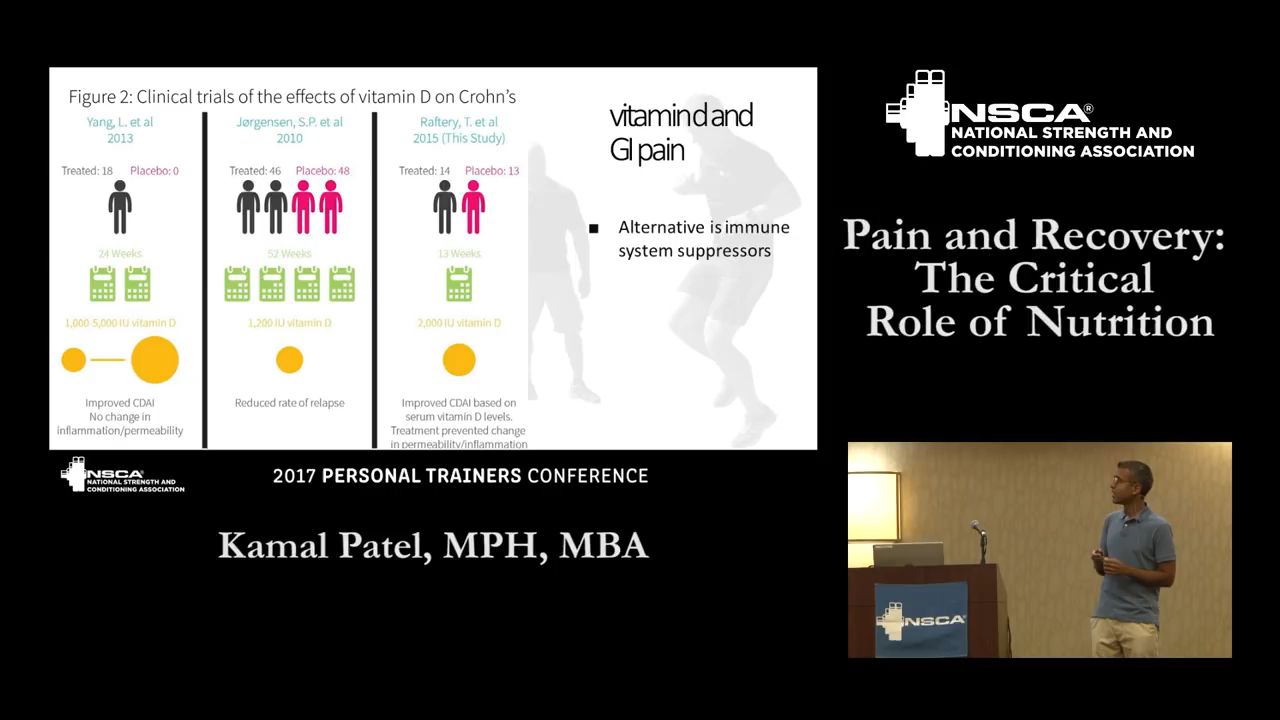 Figure 2: Clinical trials of the effects of vitamin D on Crohn's
Yang, L. et al
2013
Treated: 18 Placebo: 0
24 Weeks
1,000 5,000 IU vitamin D
Improved CDAI
No change in
inflammation/permeability
Jørgensen, S.P. et al
2010
Treated: 46 Placebo: 48
52 Weeks
1,200 IU vitamin D
Reduced rate of relapse
Raftery, T. et al
2015 (This Study)
Treated: 14 Placebo: 13
13 Weeks
2,000 IU vitamin D
Improved CDAI based on
serum vitamin D levels.
Treatment prevented change
in permeability/inflammation
vitamin d and
GI pain
Alternative is immune
system suppressors
NSCA®
NATIONAL STRENGTH AND
CONDITIONING ASSOCIATION
2017 PERSONAL TRAINERS CONFERENCE
Kamal Patel, MPH, MBA
NSCA®
NATIONAL STRENGTH AND
CONDITIONING ASSOCIATION
Pain and Recovery:
The Critical
Role of Nutrition
NSCA